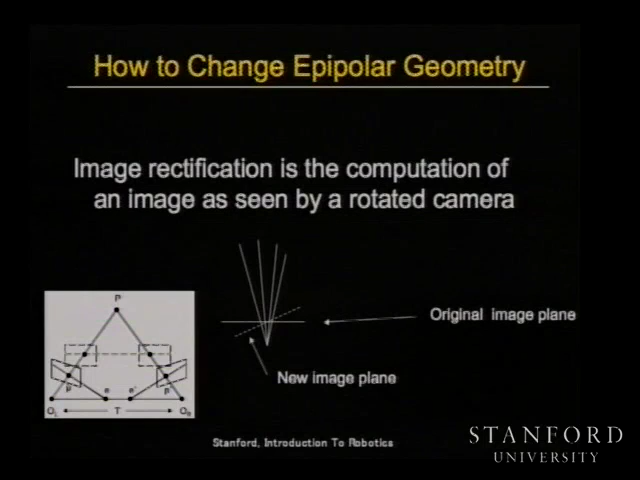 How to Change Epipolar Geometry
Image rectification is the computation of
an image as seen by a rotated camera
P
Original image plane
New image plane
p
e
e'
p'
O
T
O
Stanford, Introduction To Robotics
STANFORD
UNIVERSITY